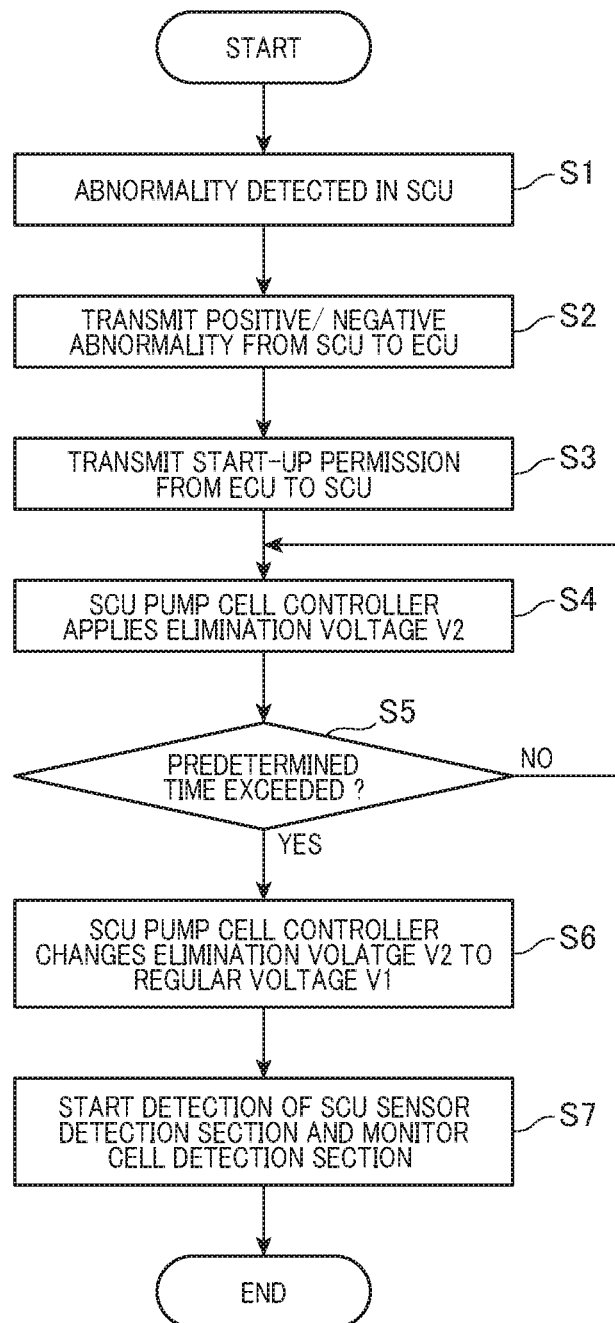 START
ABNORMALITY DETECTED IN SCU
S1
TRANSMIT POSITIVE/ NEGATIVE
ABNORMALITY FROM SCU TO ECU
S2
TRANSMIT START-UP PERMISSION
FROM ECU TO SCU
S3
SCU PUMP CELL CONTROLLER
APPLIES ELIMINATION VOLTAGE V2
S4
S5
PREDETERMINED
TIME EXCEEDED ?
NO
YES
SCU PUMP CELL CONTROLLER
CHANGES ELIMINATION VOLATGE V2 TO
REGULAR VOLTAGE V1
S6
START DETECTION OF SCU SENSOR
DETECTION SECTION AND MONITOR
CELL DETECTION SECTION
S7
END